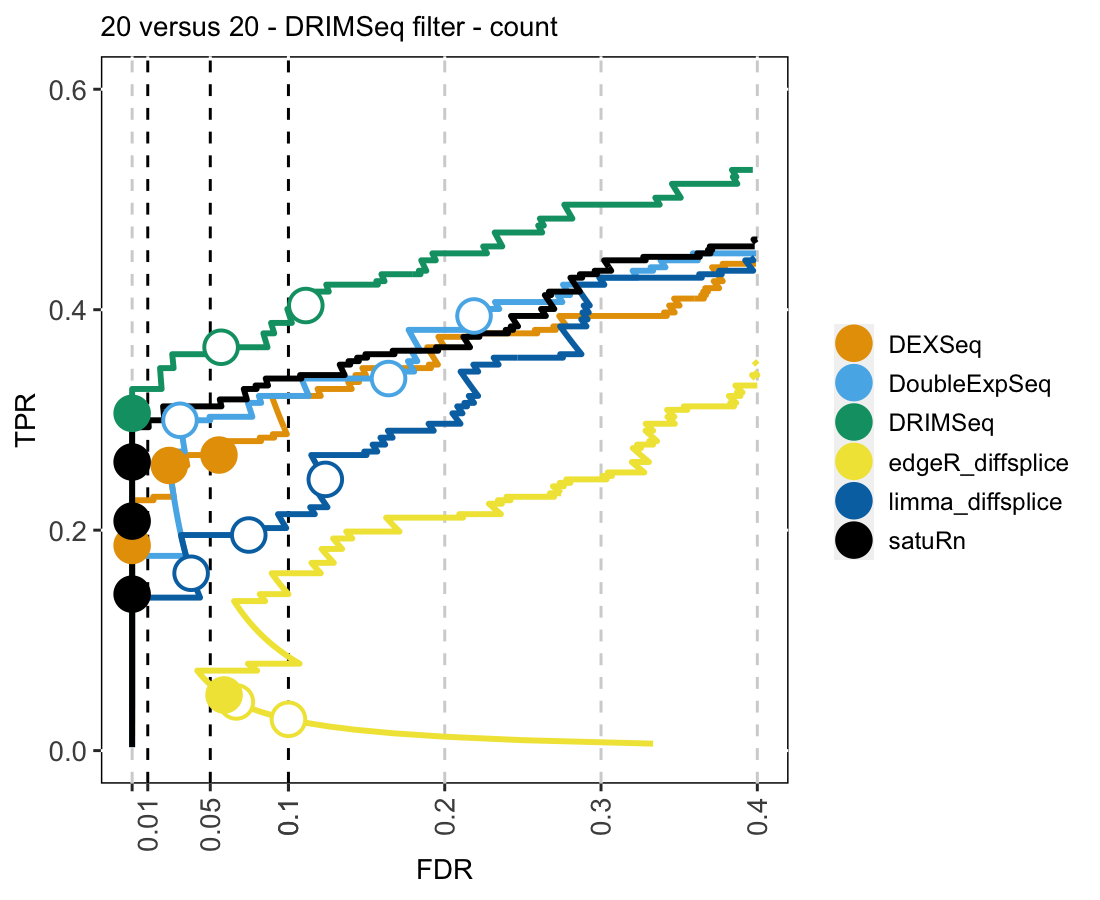 20 versus 20 - DRIMSeq filter - count
TPR
0.6
0.4
0.2
0.0
0.01
0.05
0.1
0.2
0.3
0.4
FDR
DEXSeq
DoubleExpSeq
DRIMSeq
edgeR_diffsplice
limma_diffsplice
satuRn